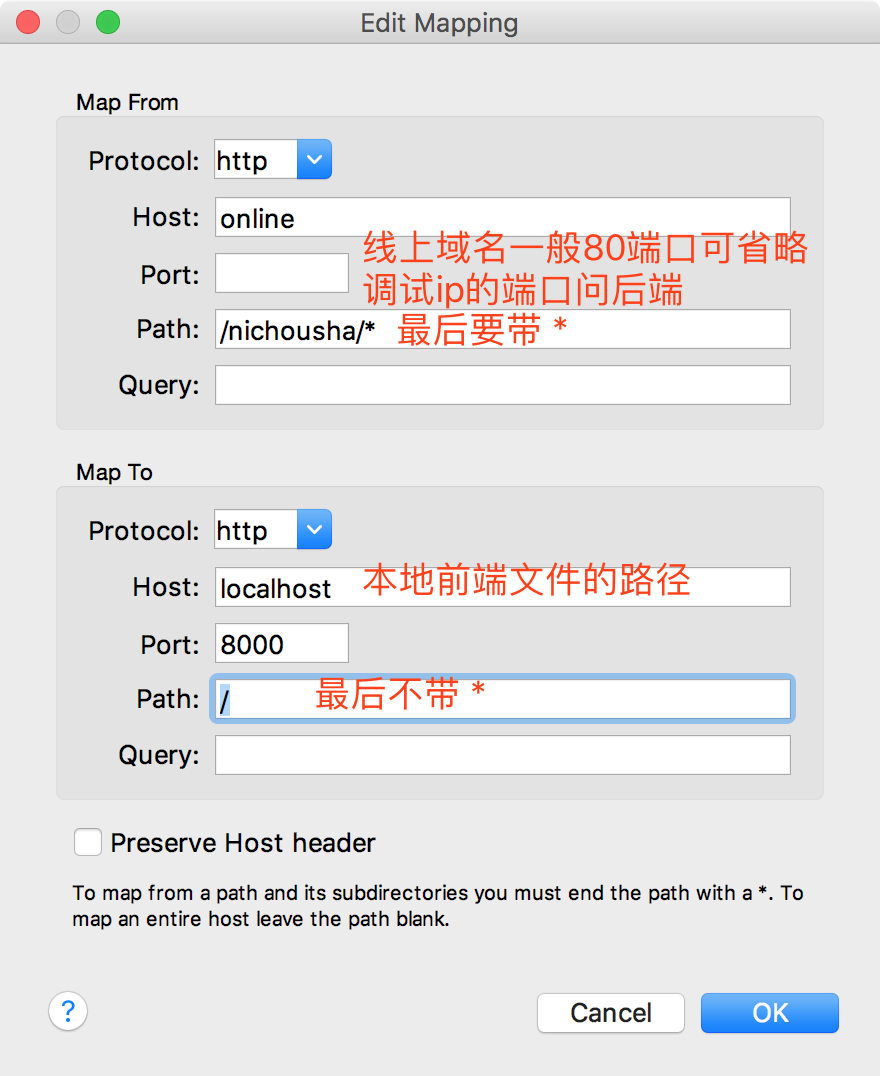 Edit Mapping
Map From
Protocol: http
Host: online
线上域名一般80端口可省略
Port:
调试ip的端口问后端
Path: /nichousha/* 最后要带 *
Query:
Map To
Protocol: http
Host: localhost 本地前端文件的路径
Port: 8000
Path: / 最后不带 *
Query:
Preserve Host header
To map from a path and its subdirectories you must end the path with a *. To
map an entire host leave the path blank.
? Cancel OK